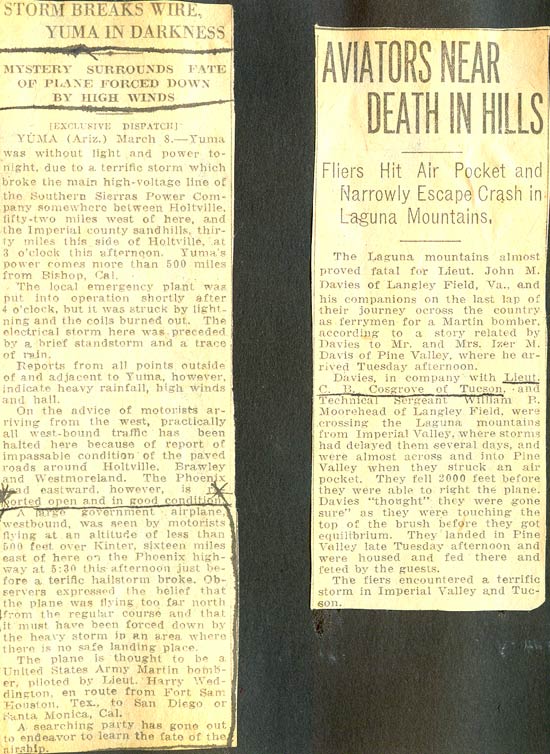 STORM BREAKS WIRE,
YUMA IN DARKNESS
MYSTERY SURROUNDS FATE
OF PLANE FORCED DOWN
BY HIGH WINDS
[EXCLUSIVE DISPATCH]
YUMA (Ariz.) March 8.—Yuma
was without light and power to-
night, due to a terrific storm which
broke the main high-voltage line of
the Southern Sierras Power Com-
pany somewhere between Holtville,
fifty-two miles west of here, and
the Imperial county sandhills, thir-
ty miles this side of Holtville, at
3 o'clock this afternoon. Yuma's
power comes more than 500 miles
from Bishop, Cal.
The local emergency plant was
put into operation shortly after
4 o'clock, but it was struck by light-
ning and the coils burned out. The
electrical storm here was preceded
by a brief standstorm and a trace
of rain.
Reports from all points outside
of and adjacent to Yuma, however,
indicate heavy rainfall, high winds
and hail.
On the advice of motorists ar-
riving from the west, practically
all west-bound traffic has been
halted here because of report of
impassable condition of the paved
roads around Holtville, Brawley
and Westmoreland. The Phoenix
road eastward, however, is re-
ported open and in good condition.
A large government airplane,
westbound, was seen by motorists
flying at an altitude of less than
500 feet over Kinter, sixteen miles
east of here on the Phoenix high-
way at 5:30 this afternoon just be-
fore a terific hailstorm broke. Ob-
servers expressed the belief that
the plane was flying too far north
from the regular course and that
it must have been forced down by
the heavy storm in an area where
there is no safe landing place.
The plane is thought to be a
United States Army Martin bomb-
er, piloted by Lieut. Harry Wed-
dington, en route from Fort Sam
Houston, Tex., to San Diego or
Santa Monica, Cal.
A searching party has gone out
to endeavor to learn the fate of the
airship.
AVIATORS NEAR
DEATH IN HILLS
Fliers Hit Air Pocket and
Narrowly Escape Crash in
Laguna Mountains.
The Laguna mountains almost
proved fatal for Lieut. John M.
Davies of Langley Field, Va., and
his companions on the last lap of
their journey across the country
as ferrymen for a Martin bomber,
according to a story related by
Davies to Mr. and Mrs. Izer M.
Davis of Pine Valley, where he ar-
rived Tuesday afternoon.
Davies, in company with Lieut.
C. B. Cosgrove of Tucson, and
Technical Sergeant William R.
Moorehead of Langley Field, were
crossing the Laguna mountains
from Imperial Valley, where storms
had delayed them several days, and
were almost across and into Pine
Valley when they struck an air
pocket. They fell 2000 feet before
they were able to right the plane.
Davies "thought" they were gone
sure" as they were touching the
top of the brush before they got
equilibrium. They landed in Pine
Valley late Tuesday afternoon and
were housed and fed there and
feted by the guests.
The fiers encountered a terrific
storm in Imperial Valley and Tuc-
son.